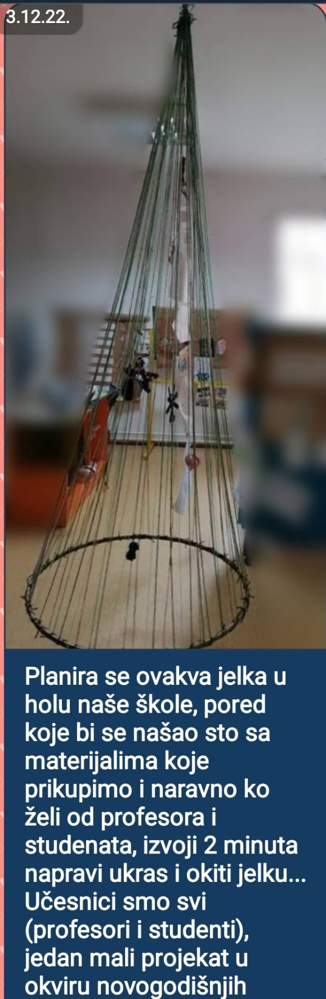 3.12.22.
Planira se ovakva jelka u
holu naše škole, pored
koje bi se našao sto sa
materijalima koje
prikupimo i naravno ko
želi od profesora i
studenata, izvoji 2 minuta
napravi ukras i okiti jelku...
Učesnici smo svi
(profesori i studenti),
jedan mali projekat u
okviru novogodišnjih